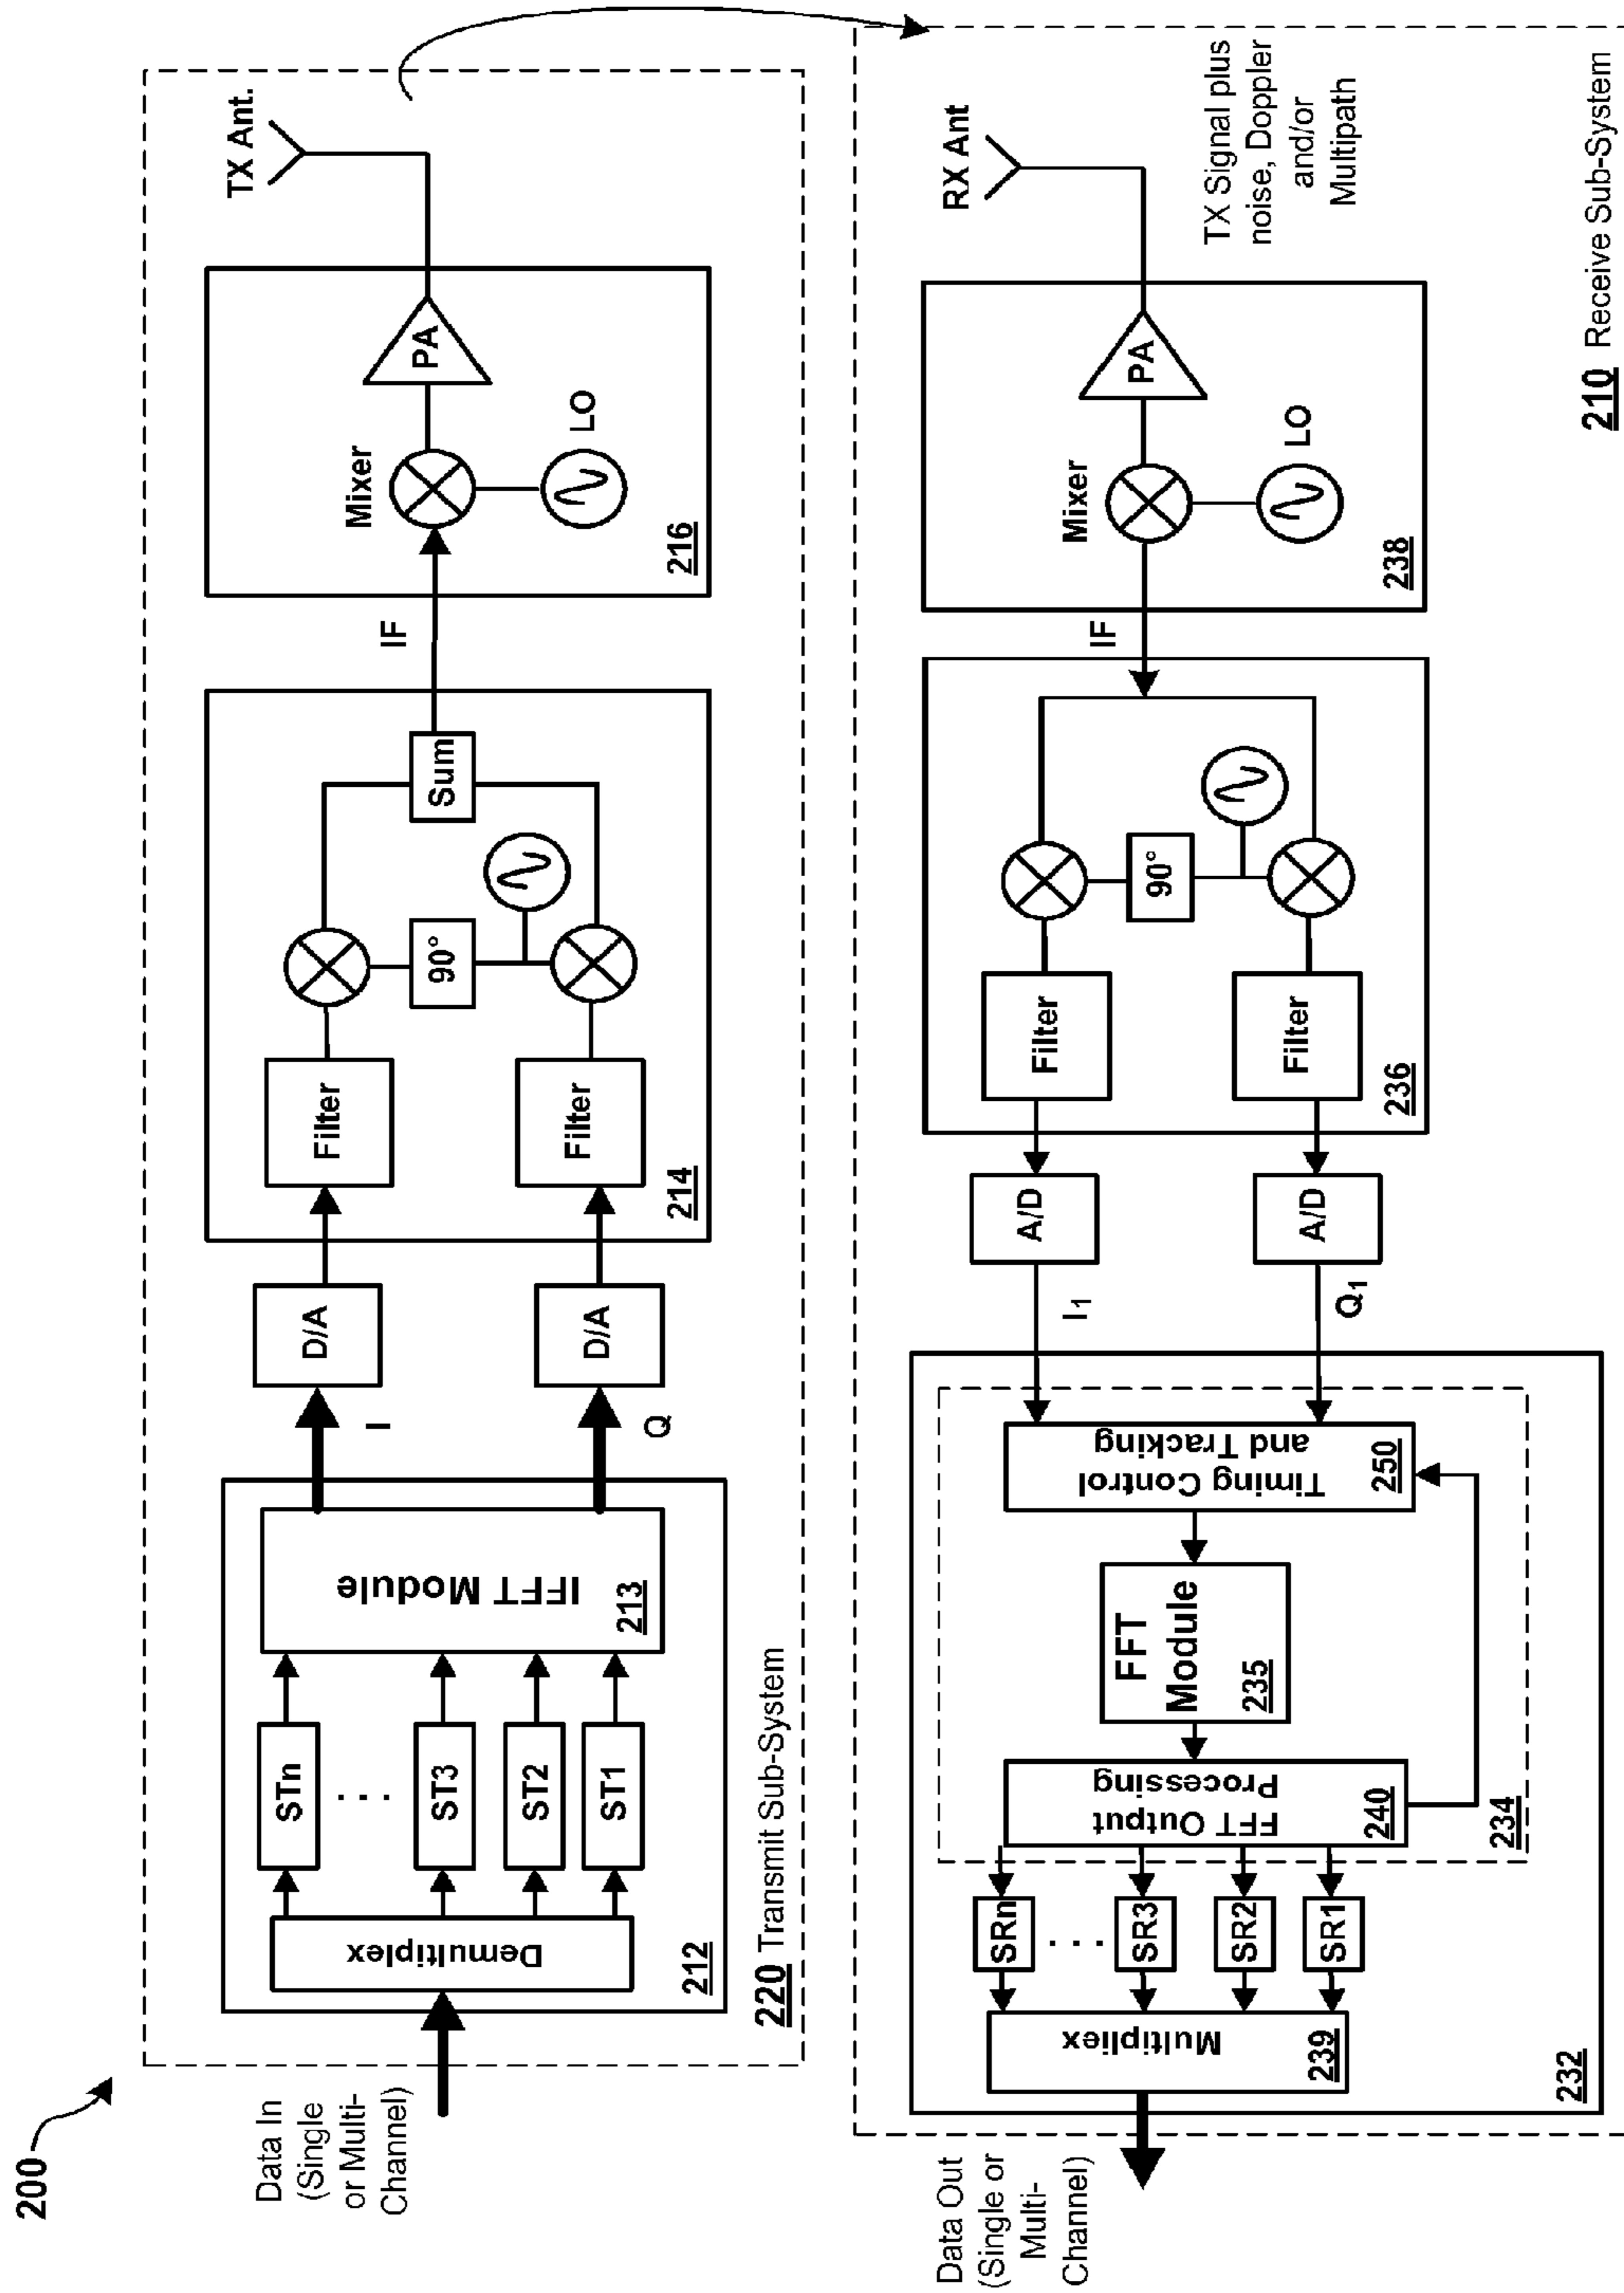 200
Data In
(Single
or Multi-
Channel)
Demultiplex
212
STn
. . .
ST3
ST2
ST1
IFFT Module
213
I
Q
D/A
D/A
Filter
Filter
90°
Sum
214
IF
Mixer
PA
LO
216
TX Ant.
220 Transmit Sub-System
Data Out
(Single or
Multi-
Channel)
Multipliex
239
SRn
. . .
SR3
SR2
SR1
FFT Output
Processing
240
FFT
Module
235
Timing Control
and Tracking
250
234
232
I1
Q1
A/D
A/D
Filter
Filter
90°
236
IF
Mixer
PA
LO
238
RX Ant
TX Signal plus
noise, Doppler
and/or
Multipath
210 Receive Sub-System